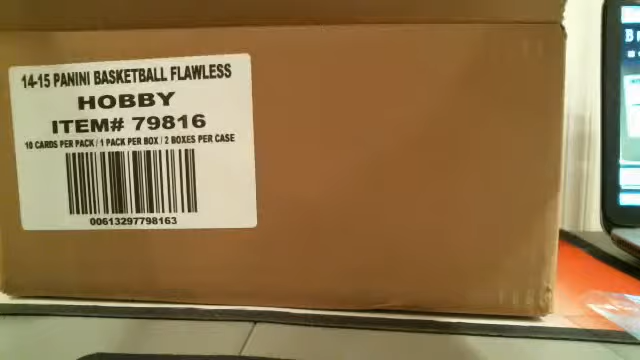 14-15 PANINI BASKETBALL FLAWLESS
HOBBY
ITEM# 79816
10 CARDS PER PACK / 1 PACK PER BOX / 2 BOXES PER CASE
00613297798163